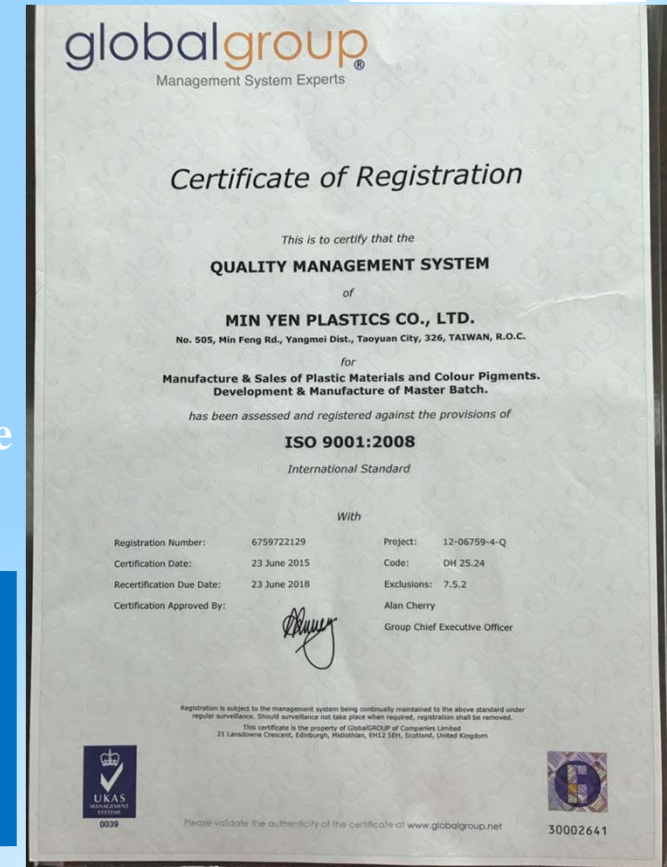 globalgroup®
Management System Experts
Certificate of Registration
This is to certify that the
QUALITY MANAGEMENT SYSTEM
of
MIN YEN PLASTICS CO., LTD.
No. 505, Min Feng Rd., Yangmei Dist., Taoyuan City, 326, TAIWAN, R.O.C.
for
Manufacture & Sales of Plastic Materials and Colour Pigments.
Development & Manufacture of Master Batch.
has been assessed and registered against the provisions of
ISO 9001:2008
International Standard
With
Registration Number: 6759722129 Project: 12-06759-4-Q
Certification Date: 23 June 2015 Code: DH 25.24
Recertification Due Date: 23 June 2018 Exclusions: 7.5.2
Certification Approved By: Alan Cherry
Group Chief Executive Officer
Registration is subject to the management system being continually maintained to the above standard under
regular surveillance. Should surveillance not take place when required, registration shall be removed.
This certificate is the property of GlobalGROUP of Companies Limited
21 Lansdowne Crescent, Edinburgh, Midlothian, EH12 5EH, Scotland, United Kingdom
UKAS
MANAGEMENT
SYSTEMS
0039
Please validate the authenticity of the certificate at www.globalgroup.net
30002641
e